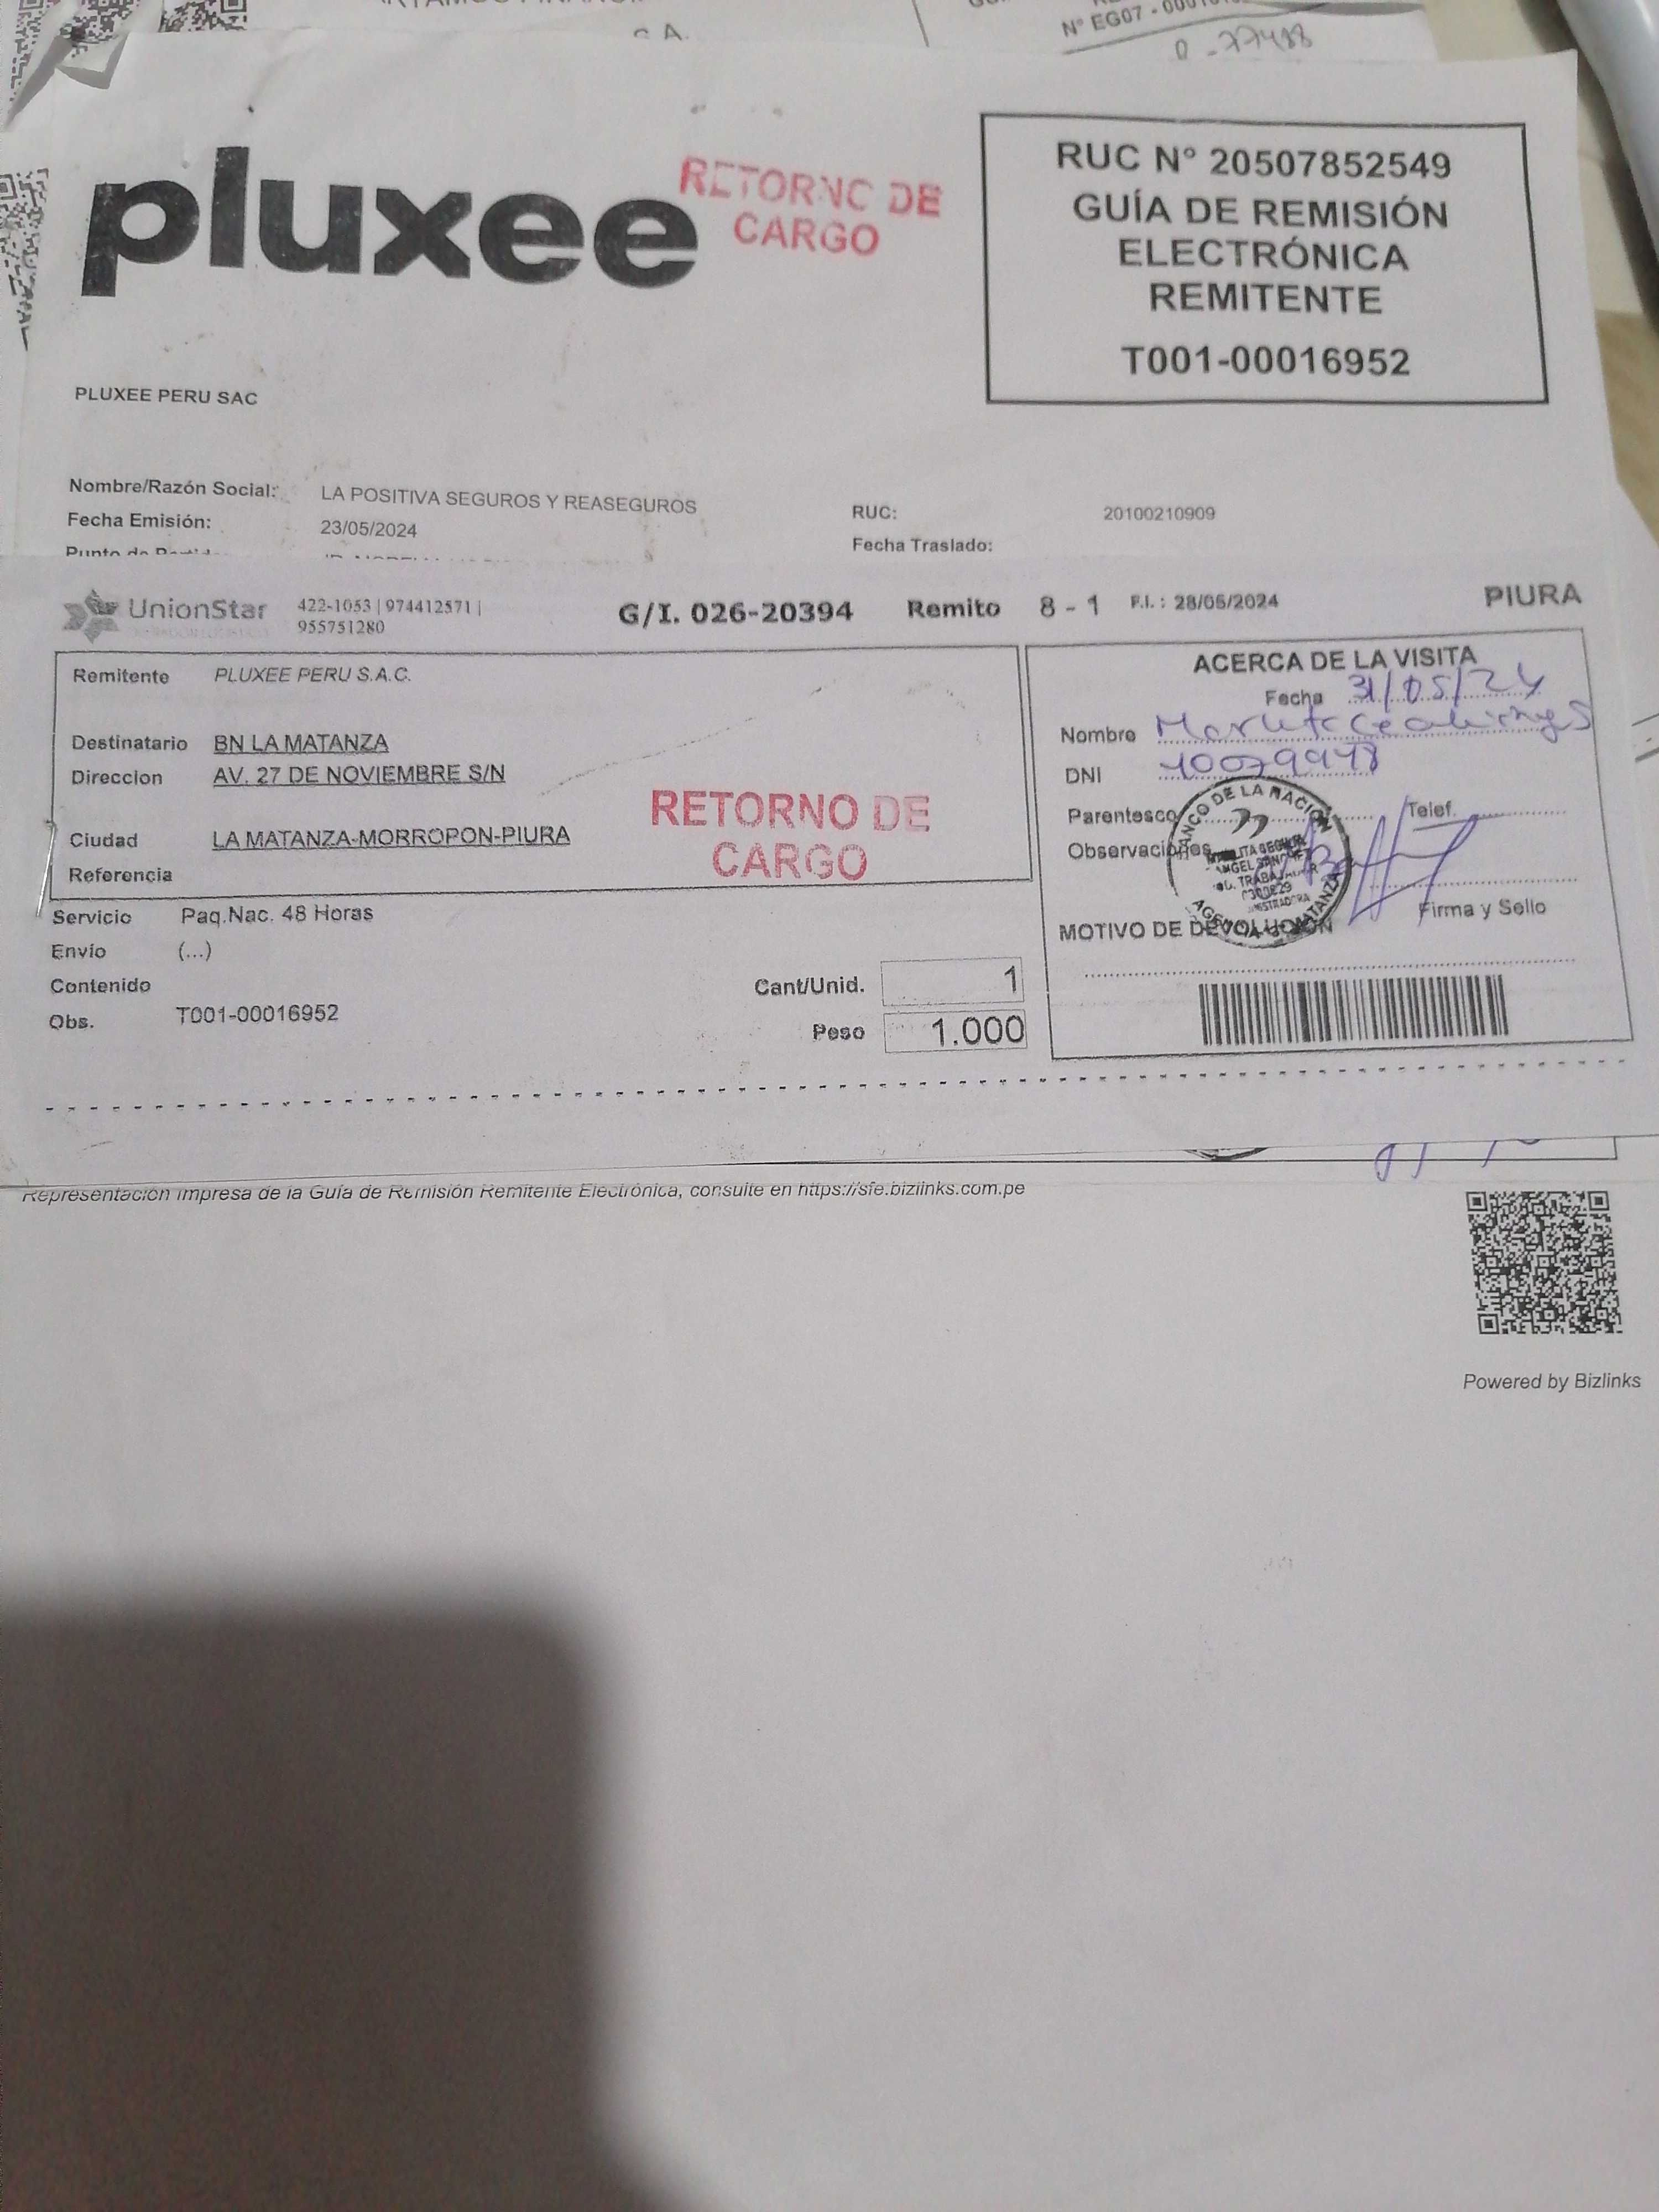 Nº EG07 -
0-77488
pluxee
RETORNO DE
CARGO
RUC N° 20507852549
GUÍA DE REMISIÓN
ELECTRÓNICA
REMITENTE
T001-00016952
PLUXEE PERU SAC
Nombre/Razón Social: LA POSITIVA SEGUROS Y REASEGUROS RUC: 20100210909
Fecha Emisión: 23/05/2024 Fecha Traslado:
UnionStar 422-1053 | 974412571 |
955751280
G/I. 026-20394 Remito 8 - 1 F.I. : 28/05/2024 PIURA
Remitente PLUXEE PERU S.A.C.
Destinatario BN LA MATANZA
Direccion AV. 27 DE NOVIEMBRE S/N
Ciudad LA MATANZA-MORROPON-PIURA
Referencia
RETORNO DE
CARGO
ACERCA DE LA VISITA
Fecha 31/05/24
Nombre
DNI
Parentesco Telef.
Observaciones
BANCO DE LA NACION
Firma y Sello
MOTIVO DE DEVOLUCION
Servicio Paq.Nac. 48 Horas
Envío (...)
Contenido
Obs. T001-00016952
Cant/Unid. 1
Peso 1.000
Representación impresa de la Guía de Remisión Remitente Electrónica, consulte en https://sfe.bizlinks.com.pe
Powered by Bizlinks